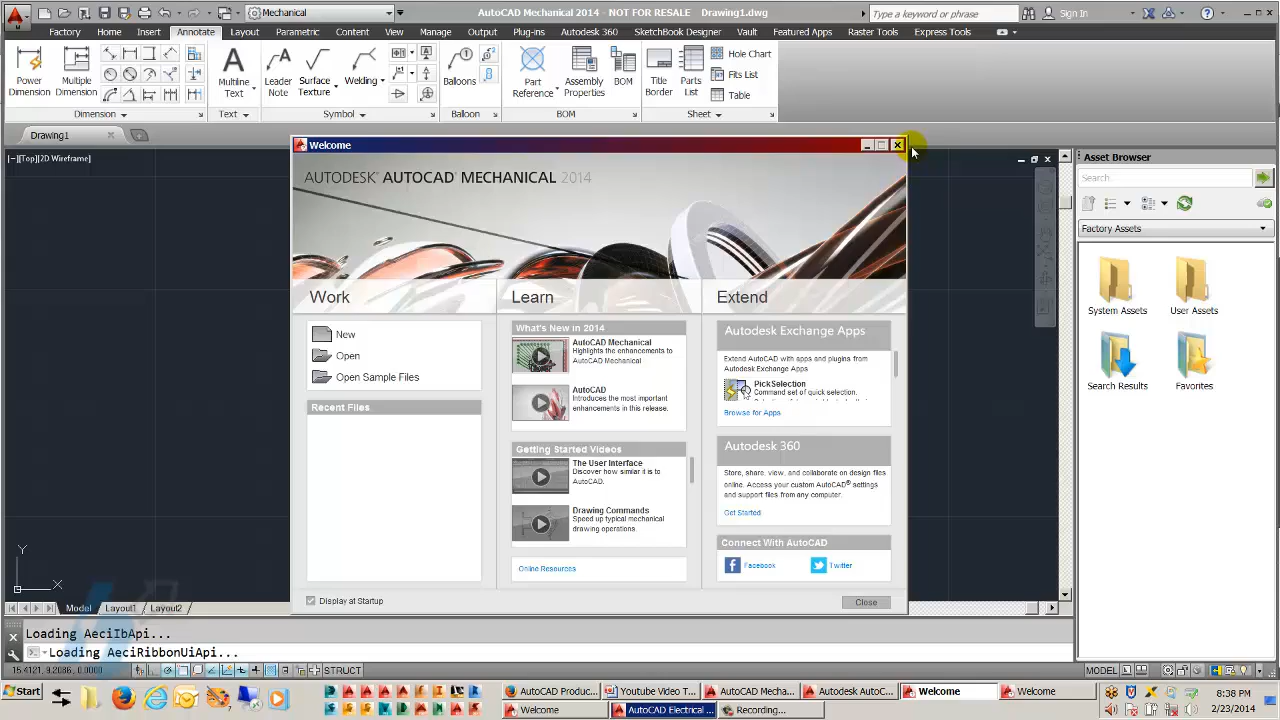 Mechanical
AutoCAD Mechanical 2014 - NOT FOR RESALE Drawing1.dwg
Type a keyword or phrase
Sign In
Factory Home Insert Annotate Layout Parametric Content View Manage Output Plug-ins Autodesk 360 SketchBook Designer Vault Featured Apps Raster Tools Express Tools
Power Dimension
Multiple Dimension
Multiline Text
Leader Note
Surface Texture
Welding
Balloons
Part Reference
Assembly Properties
BOM
Title Border
Parts List
Hole Chart
Fits List
Table
Dimension Text Symbol Balloon BOM Sheet
Drawing1
[−][Top][2D Wireframe]
Welcome
AUTODESK® AUTOCAD® MECHANICAL 2014
Work
New
Open
Open Sample Files
Recent Files
Learn
What's New in 2014
AutoCAD Mechanical
Highlights the enhancements to
AutoCAD Mechanical
AutoCAD
Introduces the most important
enhancements in this release.
Getting Started Videos
The User Interface
Discover how similar it is to
AutoCAD.
Drawing Commands
Speed up typical mechanical
drawing operations.
Online Resources
Extend
Autodesk Exchange Apps
Extend AutoCAD with apps and plugins from
Autodesk Exchange Apps
PickSelection
Command set of quick selection.
Browse for Apps
Autodesk 360
Store, share, view, and collaborate on design files
online. Access your custom AutoCAD® settings
and support files from any computer.
Get Started
Connect With AutoCAD
Facebook
Twitter
Display at Startup
Close
Asset Browser
Search...
Factory Assets
System Assets
User Assets
Search Results
Favorites
Y
X
Model Layout1 Layout2
Loading AeciIbApi...
Loading AeciRibbonUiApi...
15.4121, 9.2086, 0.0000
STRUCT
MODEL
Start
AutoCAD Produc...
Youtube Video T...
AutoCAD Mecha...
Autodesk AutoC...
Welcome
Welcome
Welcome
AutoCAD Electrical ...
Recording...
8:38 PM
2/23/2014